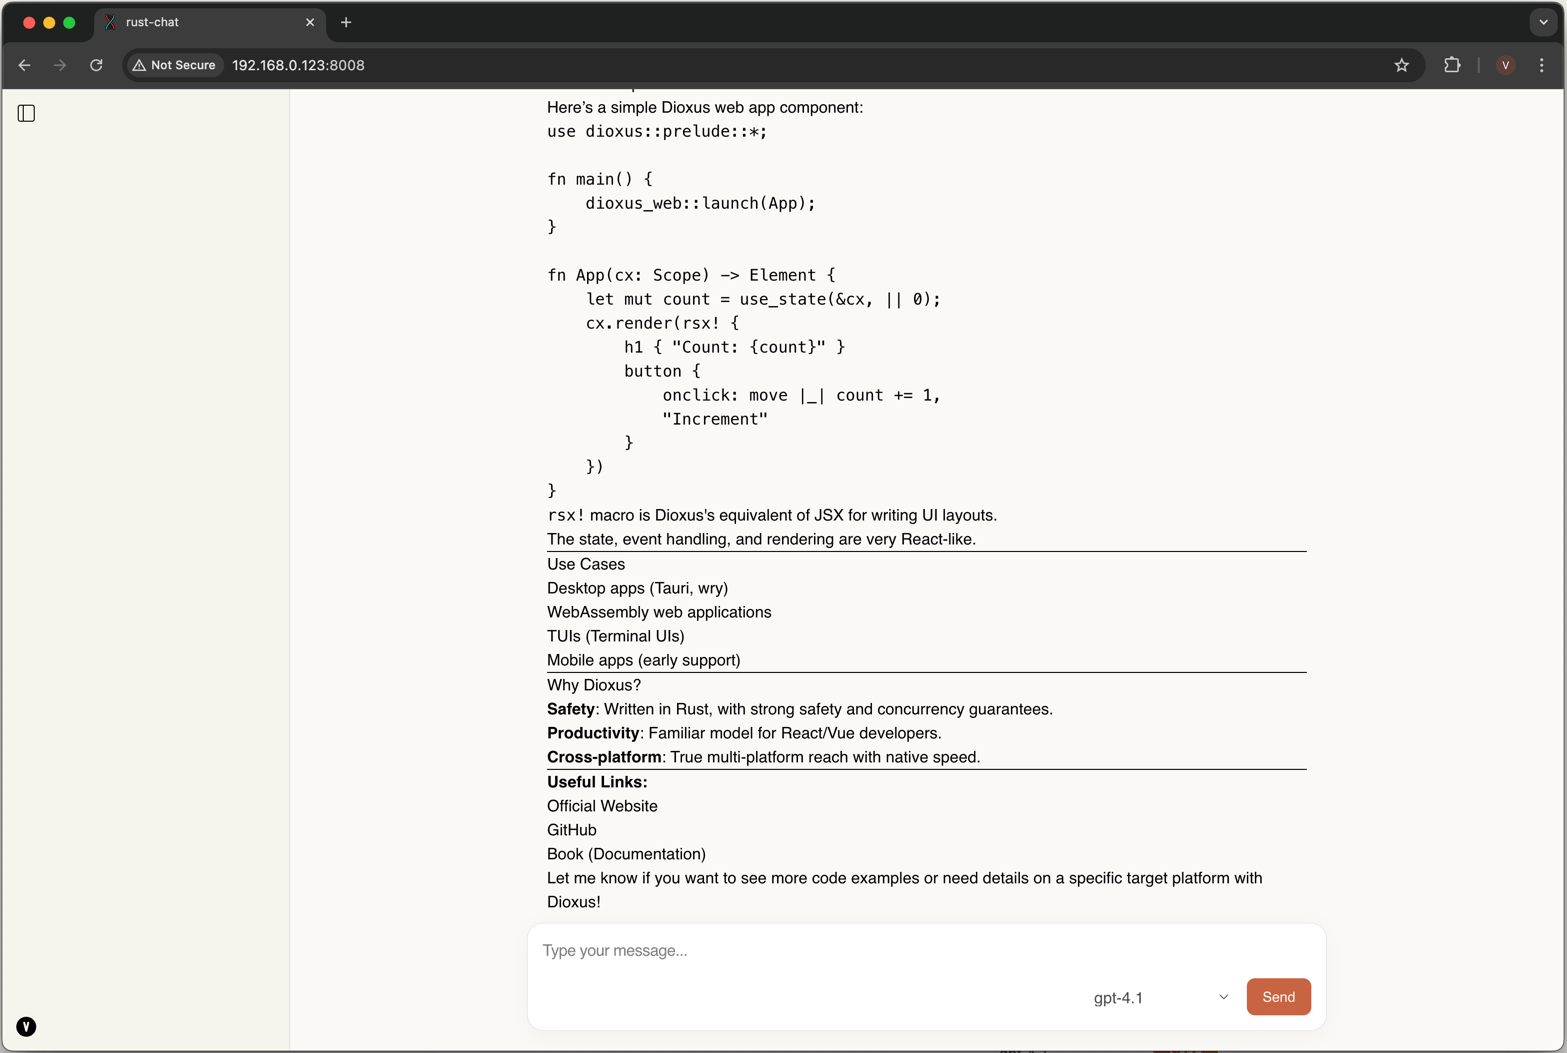 rust-chat
Not Secure
192.168.0.123:8008
V
Here's a simple Dioxus web app component:
use dioxus::prelude::*;
fn main() {
    dioxus_web::launch(App);
}
fn App(cx: Scope) -> Element {
    let mut count = use_state(&cx, || 0);
    cx.render(rsx! {
        h1 { "Count: {count}" }
        button {
            onclick: move |_| count += 1,
            "Increment"
        }
    })
}
rsx! macro is Dioxus's equivalent of JSX for writing UI layouts.
The state, event handling, and rendering are very React-like.
Use Cases
Desktop apps (Tauri, wry)
WebAssembly web applications
TUIs (Terminal UIs)
Mobile apps (early support)
Why Dioxus?
Safety: Written in Rust, with strong safety and concurrency guarantees.
Productivity: Familiar model for React/Vue developers.
Cross-platform: True multi-platform reach with native speed.
Useful Links:
Official Website
GitHub
Book (Documentation)
Let me know if you want to see more code examples or need details on a specific target platform with
Dioxus!
Type your message...
gpt-4.1
Send
V